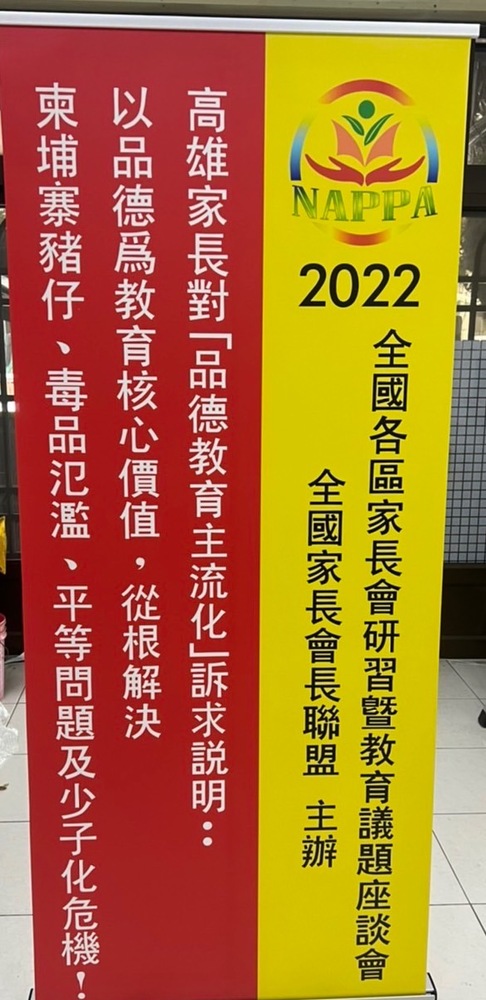 NAPPA
2022
全國各區家長會研習暨教育議題座談會
全國家長會長聯盟 主辦
高雄家長對「品德教育主流化」訴求説明：
以品德爲教育核心價值，從根解決
柬埔寨豬仔、毒品氾濫、平等問題及少子化危機！